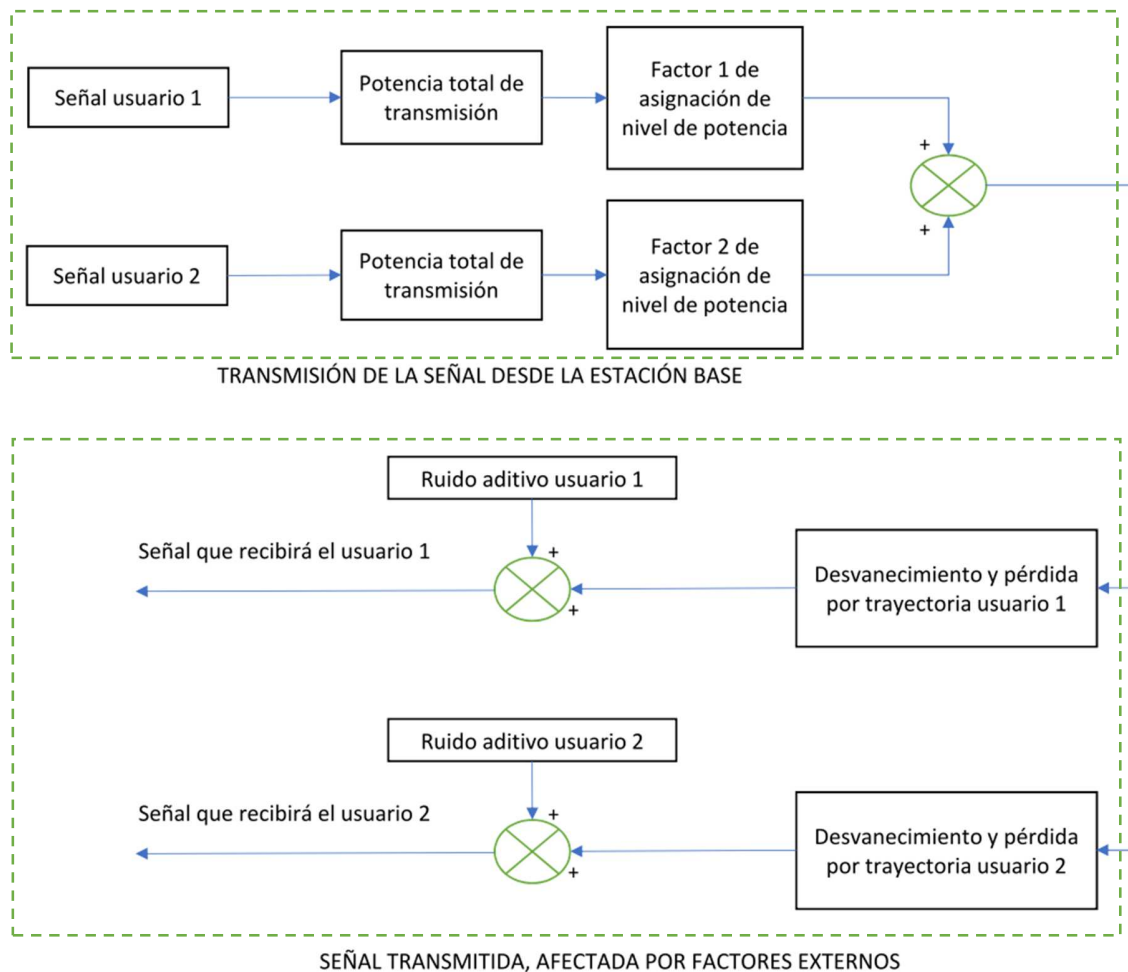 Señal usuario 1
Potencia total de
transmisión
Factor 1 de
asignación de
nivel de potencia
+
+
Señal usuario 2
Potencia total de
transmisión
Factor 2 de
asignación de
nivel de potencia
TRANSMISIÓN DE LA SEÑAL DESDE LA ESTACIÓN BASE
Ruido aditivo usuario 1
Señal que recibirá el usuario 1
+
+
Desvanecimiento y pérdida
por trayectoria usuario 1
Ruido aditivo usuario 2
Señal que recibirá el usuario 2
+
+
Desvanecimiento y pérdida
por trayectoria usuario 2
SEÑAL TRANSMITIDA, AFECTADA POR FACTORES EXTERNOS